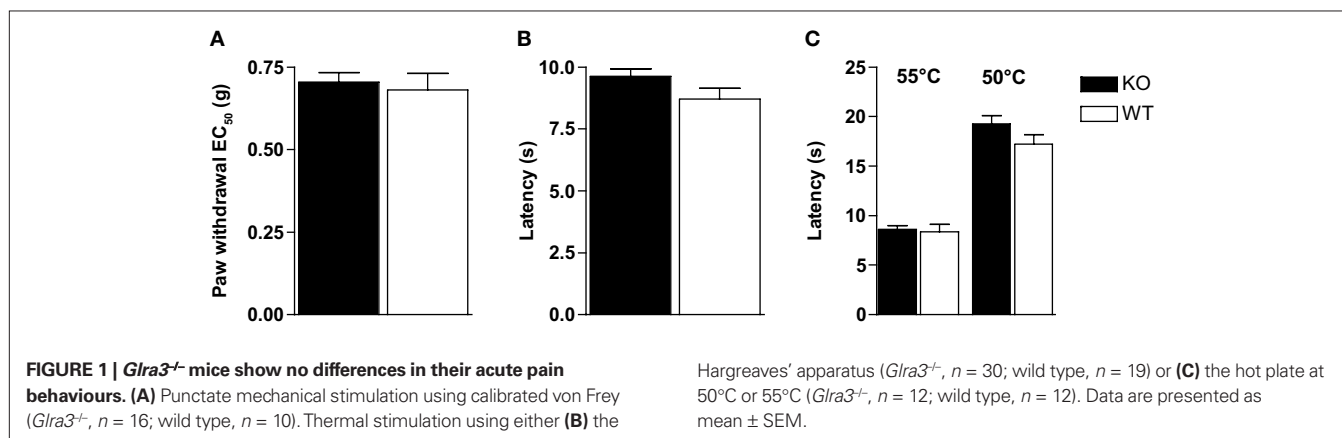 A
B
C
Paw withdrawal EC50 (g)
0.75
0.50
0.25
0.00
Latency (s)
10.0
7.5
5.0
2.5
0.0
Latency (s)
25
20
15
10
5
0
55°C
50°C
KO
WT
FIGURE 1 | Glra3–/– mice show no differences in their acute pain
behaviours. (A) Punctate mechanical stimulation using calibrated von Frey
(Glra3–/–, n = 16; wild type, n = 10). Thermal stimulation using either (B) the
Hargreaves' apparatus (Glra3–/–, n = 30; wild type, n = 19) or (C) the hot plate at
50°C or 55°C (Glra3–/–, n = 12; wild type, n = 12). Data are presented as
mean ± SEM.